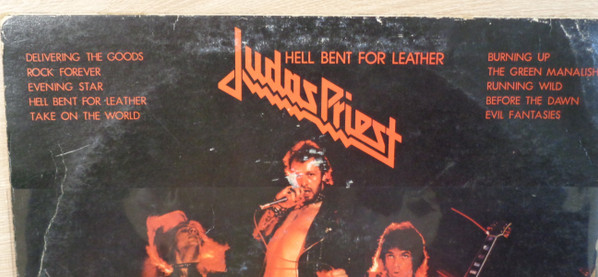 DELIVERING THE GOODS
ROCK FOREVER
EVENING STAR
HELL BENT FOR LEATHER
TAKE ON THE WORLD
HELL BENT FOR LEATHER
Judas Priest
BURNING UP
THE GREEN MANALISH
RUNNING WILD
BEFORE THE DAWN
EVIL FANTASIES